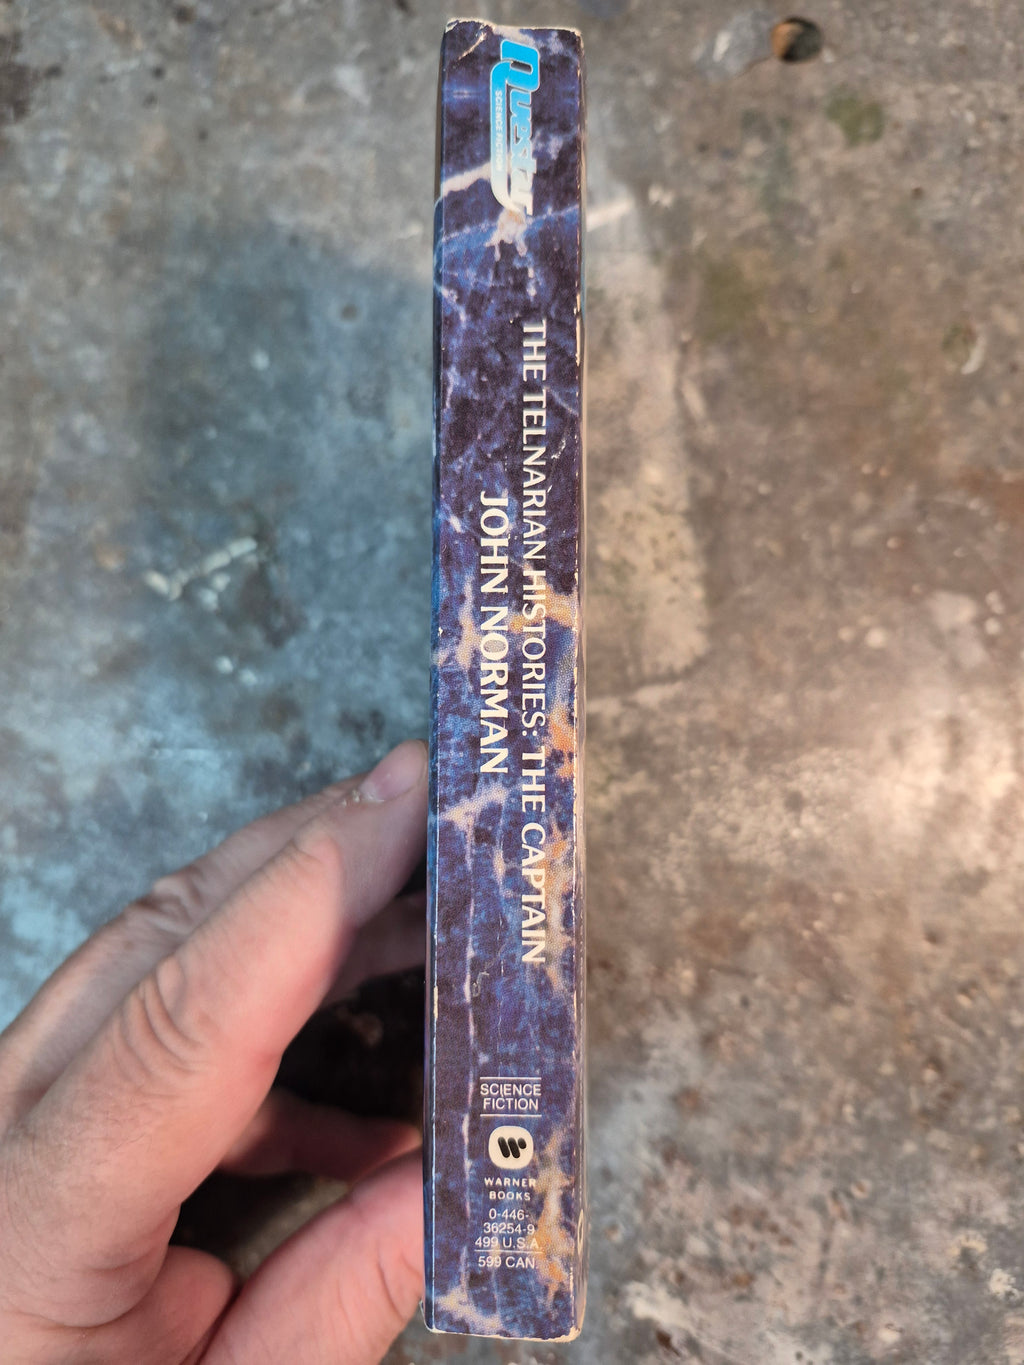 Questar
SCIENCE FICTION
THE TELNARIAN HISTORIES: THE CAPTAIN
JOHN NORMAN
SCIENCE
FICTION
WARNER
BOOKS
0-446-
36254-9
499 U.S.A.
599 CAN.